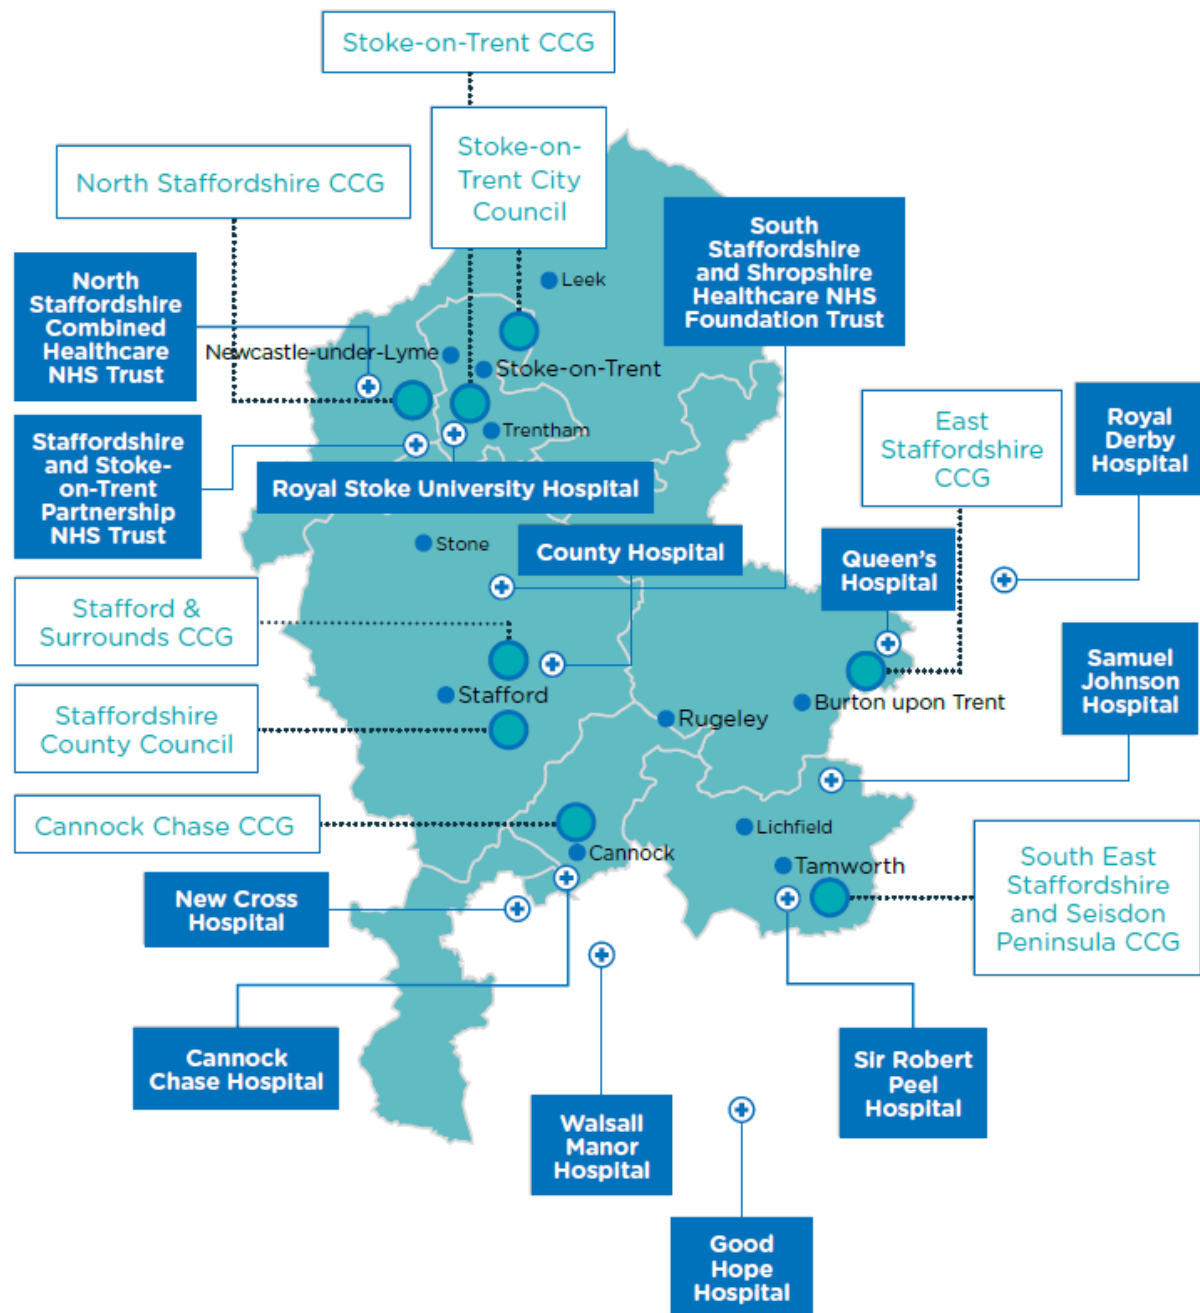 Stoke-on-Trent CCG
Stoke-on-
Trent City
Council
North Staffordshire CCG
South
Staffordshire
and Shropshire
Healthcare NHS
Foundation Trust
North
Staffordshire
Combined
Healthcare
NHS Trust
Leek
Newcastle-under-Lyme
Stoke-on-Trent
Trentham
East
Staffordshire
CCG
Royal
Derby
Hospital
Staffordshire
and Stoke-
on-Trent
Partnership
NHS Trust
Royal Stoke University Hospital
Stone
County Hospital
Queen's
Hospital
Stafford &
Surrounds CCG
Samuel
Johnson
Hospital
Stafford
Staffordshire
County Council
Rugeley
Burton upon Trent
Cannock Chase CCG
Lichfield
Cannock
Tamworth
South East
Staffordshire
and Seisdon
Peninsula CCG
New Cross
Hospital
Cannock
Chase Hospital
Sir Robert
Peel
Hospital
Walsall
Manor
Hospital
Good
Hope
Hospital